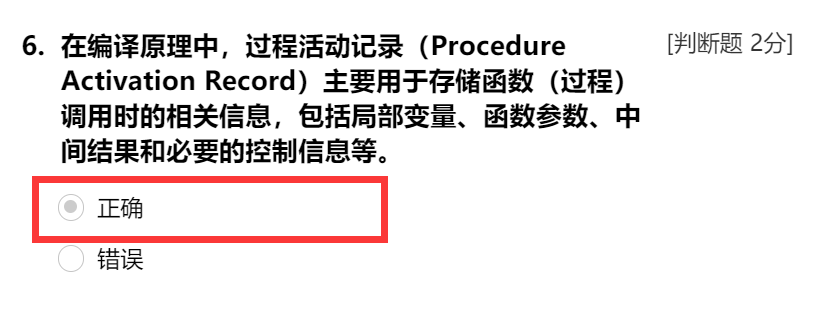 6. 在编译原理中，过程活动记录（Procedure [判断题 2分]
Activation Record）主要用于存储函数（过程）
调用时的相关信息，包括局部变量、函数参数、中
间结果和必要的控制信息等。
正确
错误